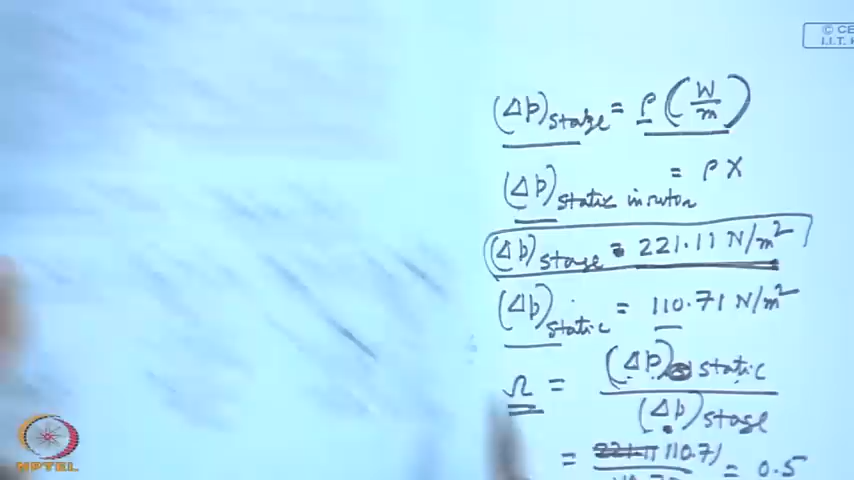 © CE
I.I.T. K
(Δp)stage = ρ (W/m)
= ρ X
(Δp)static in rotor
(Δp)stage = 221.11 N/m²
(Δp)static = 110.71 N/m²
Ω = (Δp)static / (Δp)stage
= 110.71 / = 0.5
NPTEL